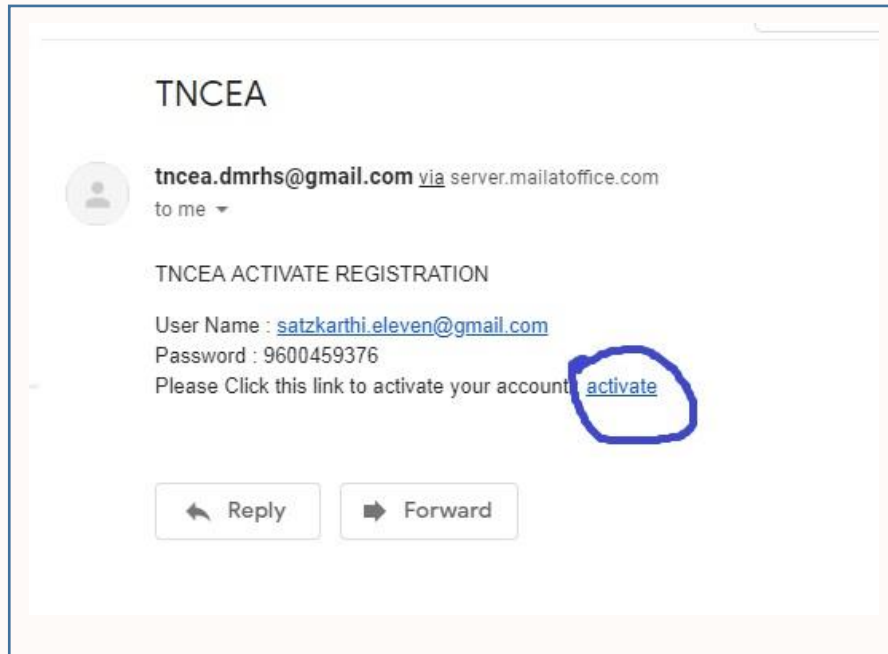 TNCEA
tncea.dmrhs@gmail.com via server.mailatoffice.com
to me
TNCEA ACTIVATE REGISTRATION
User Name : satzkarthi.eleven@gmail.com
Password : 9600459376
Please Click this link to activate your account activate
Reply
Forward